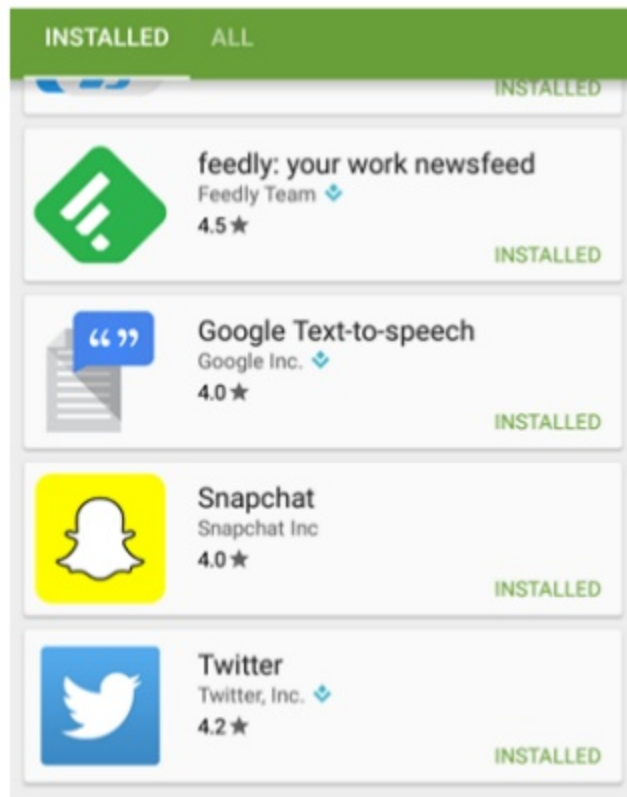 INSTALLED ALL
INSTALLED
feedly: your work newsfeed
Feedly Team
4.5★
INSTALLED
“ ”
Google Text-to-speech
Google Inc.
4.0★
INSTALLED
Snapchat
Snapchat Inc
4.0★
INSTALLED
Twitter
Twitter, Inc.
4.2★
INSTALLED